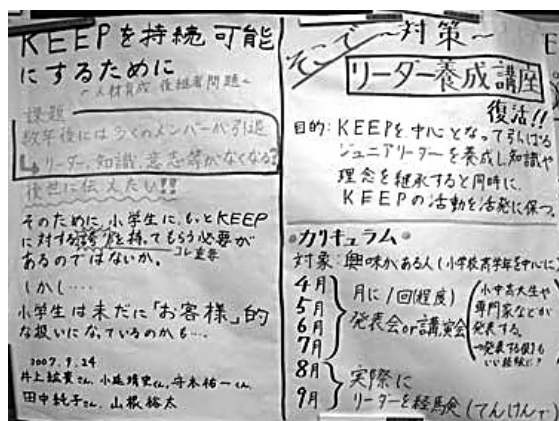 KEEPを持続可能
にするために
～人材育成 後継者問題～
課題
数年後には多くのメンバーが引退
↳リーダー、知識、意志等がなくなる?
後世に伝えたい!!
そのために、小学生に、もっとKEEP
に対する誇りを持ってもらう必要が
あるのではないか。
コレ重要
しかし…
小学生は未だに「お客様」的
な扱いになっているのかも…
2007.9.24
井上 さん、小 くん、 本祐一くん、
田中純子さん、山根裕太
そこで～対策～
リーダー養成講座
復活!!
目的:KEEPを中心となって引っぱる
ジュニアリーダーを養成し知識や
理念を継承すると同時に、
KEEPの活動を活発に保つ
カリキュラム
対象:興味がある人(小学校高学年を中心に)
4月
5月
6月
7月
月に1回(程度)
発表会or講演会
小中高大生や
専門家などが
発表する。
⇒発表する側も
いい経験に?
8月
9月
実際に
リーダーを経験(てんけんで)